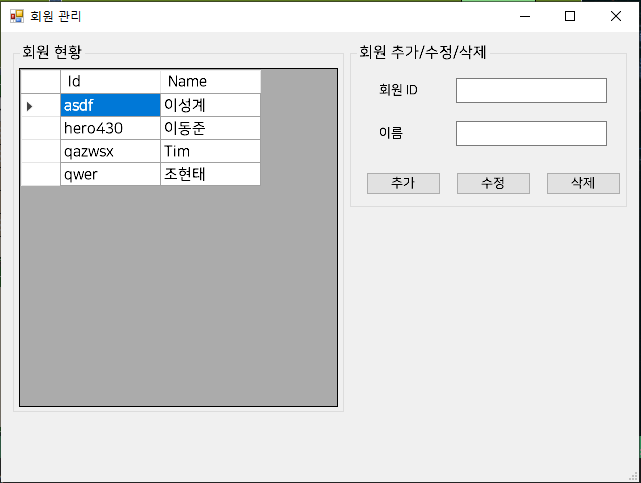 회원 관리
회원 현황
Id Name
asdf 이성계
hero430 이동준
qazwsx Tim
qwer 조현태
회원 추가/수정/삭제
회원 ID
이름
추가 수정 삭제